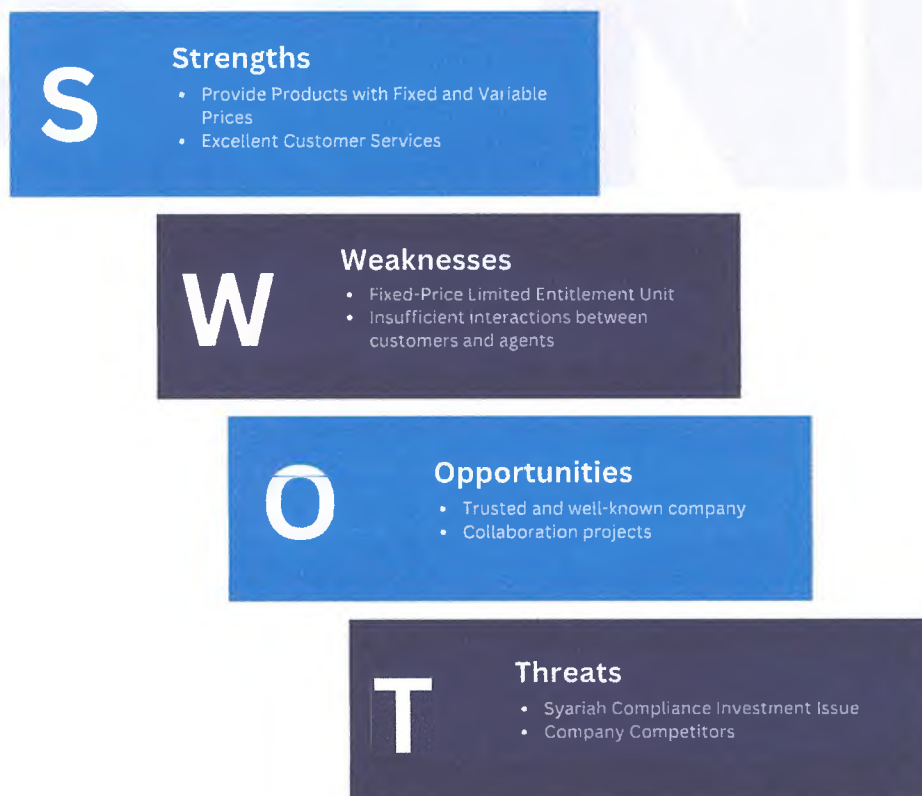 S
Strengths
• Provide Products with Fixed and Variable
Prices
• Excellent Customer Services
W
Weaknesses
• Fixed-Price Limited Entitlement Unit
• Insufficient interactions between
customers and agents
O
Opportunities
• Trusted and well-known company
• Collaboration projects
T
Threats
• Syariah Compliance Investment Issue
• Company Competitors